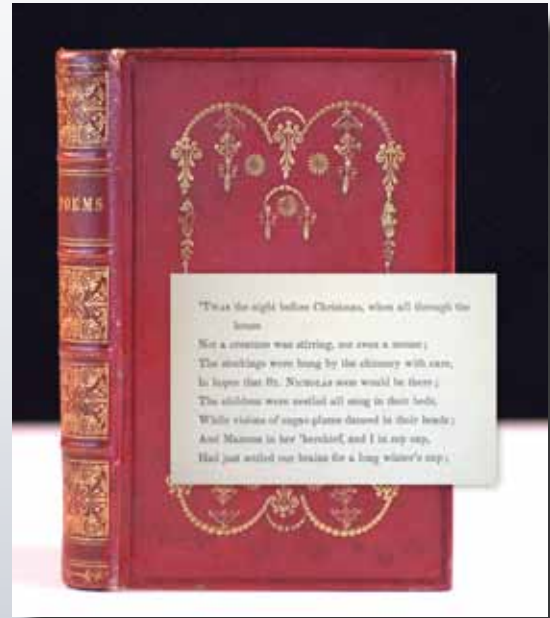 POEMS
'TWAS the night before Christmas, when all through the
house
Not a creature was stirring, not even a mouse;
The stockings were hung by the chimney with care,
In hopes that ST. NICHOLAS soon would be there;
The children were nestled all snug in their beds,
While visions of sugar-plums danced in their heads;
And Mamma in her 'kerchief, and I in my cap,
Had just settled our brains for a long winter's nap;